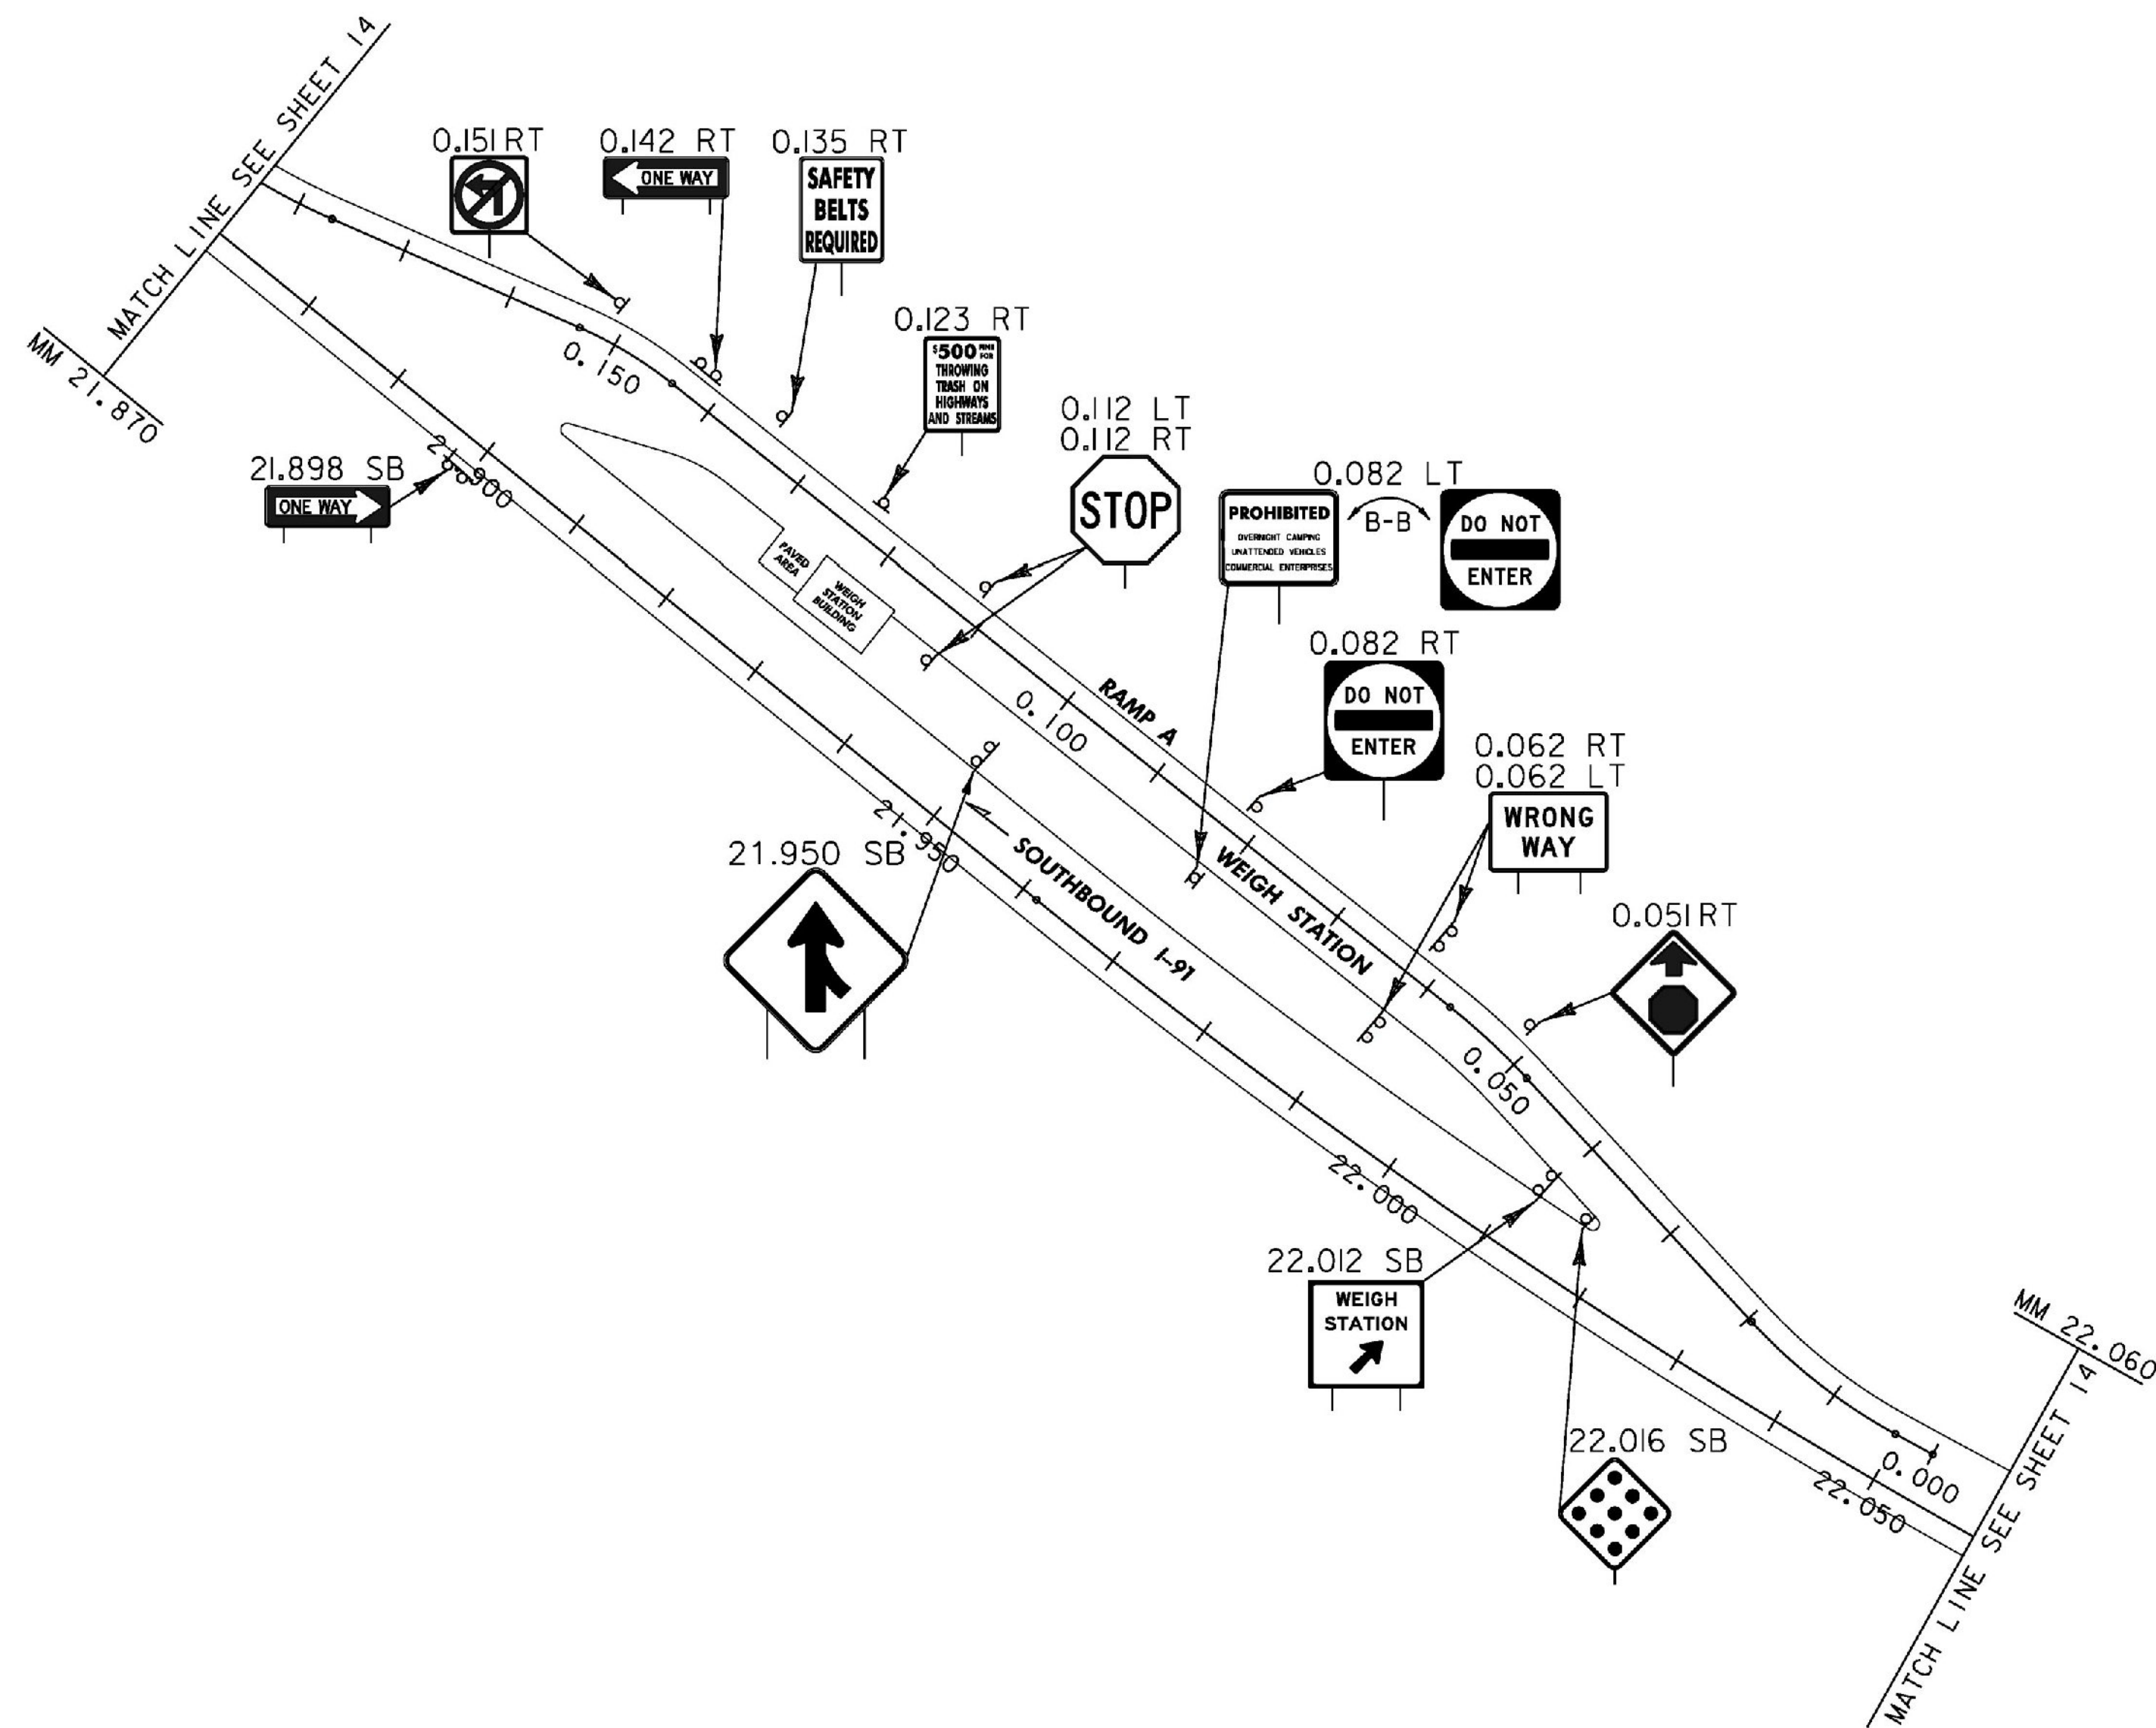 MATCH LINE SEE SHEET 14
MM 21.870
0.151 RT
0.142 RT
ONE WAY
0.135 RT
SAFETY
BELTS
REQUIRED
0.123 RT
$500 FINE FOR
THROWING
TRASH ON
HIGHWAYS
AND STREAMS
0.112 LT
0.112 RT
STOP
0.082 LT
PROHIBITED
OVERNIGHT CAMPING
UNATTENDED VEHICLES
COMMERCIAL ENTERPRISES
B-B
DO NOT
ENTER
0.082 RT
DO NOT
ENTER
0.062 RT
0.062 LT
WRONG
WAY
0.051 RT
0.150
21.898 SB
ONE WAY
21.900
PAVED
AREA
WEIGH
STATION
BUILDING
RAMP A
0.100
WEIGH STATION
21.950
21.950 SB
SOUTHBOUND I-91
0.050
22.000
22.012 SB
WEIGH
STATION
22.016 SB
0.000
22.050
MM 22.060
MATCH LINE SEE SHEET 14